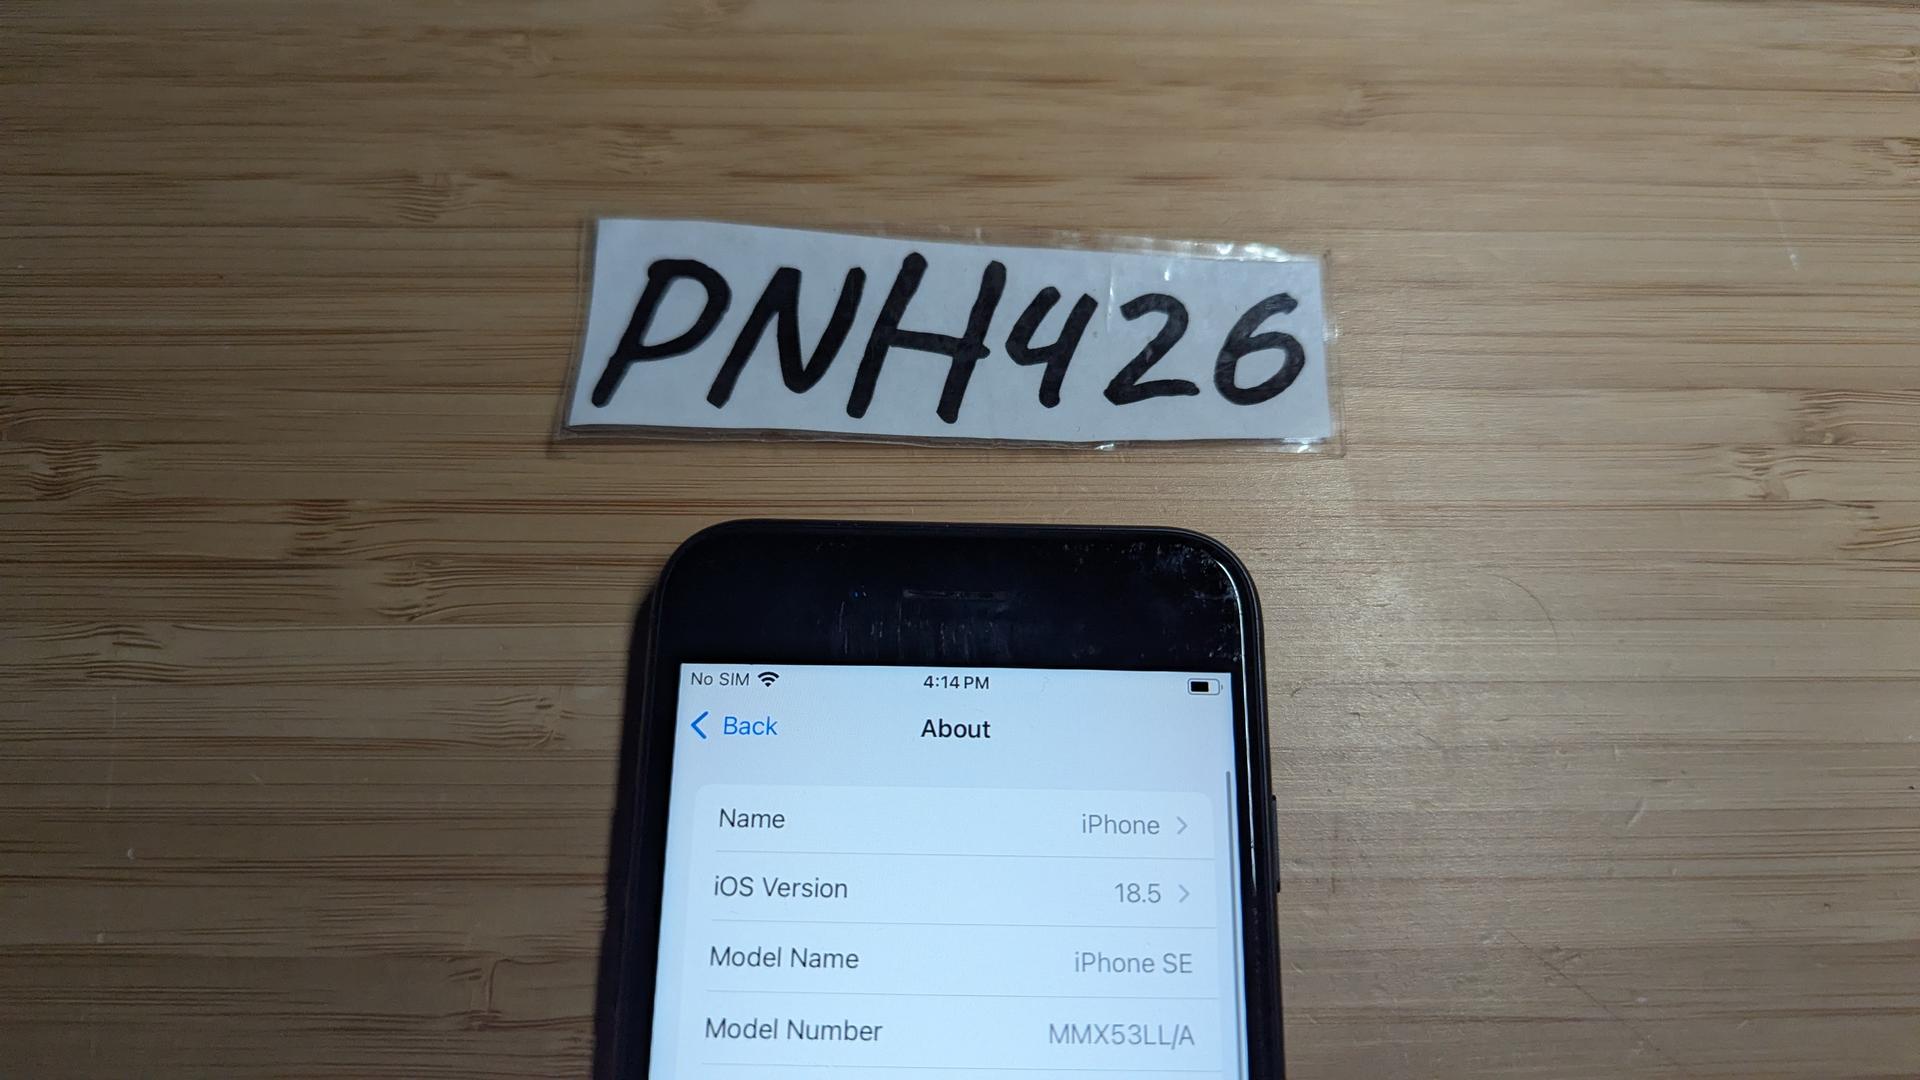 PNH426
No SIM 4:14 PM
Back About
Name iPhone
iOS Version 18.5
Model Name iPhone SE
Model Number MMX53LL/A